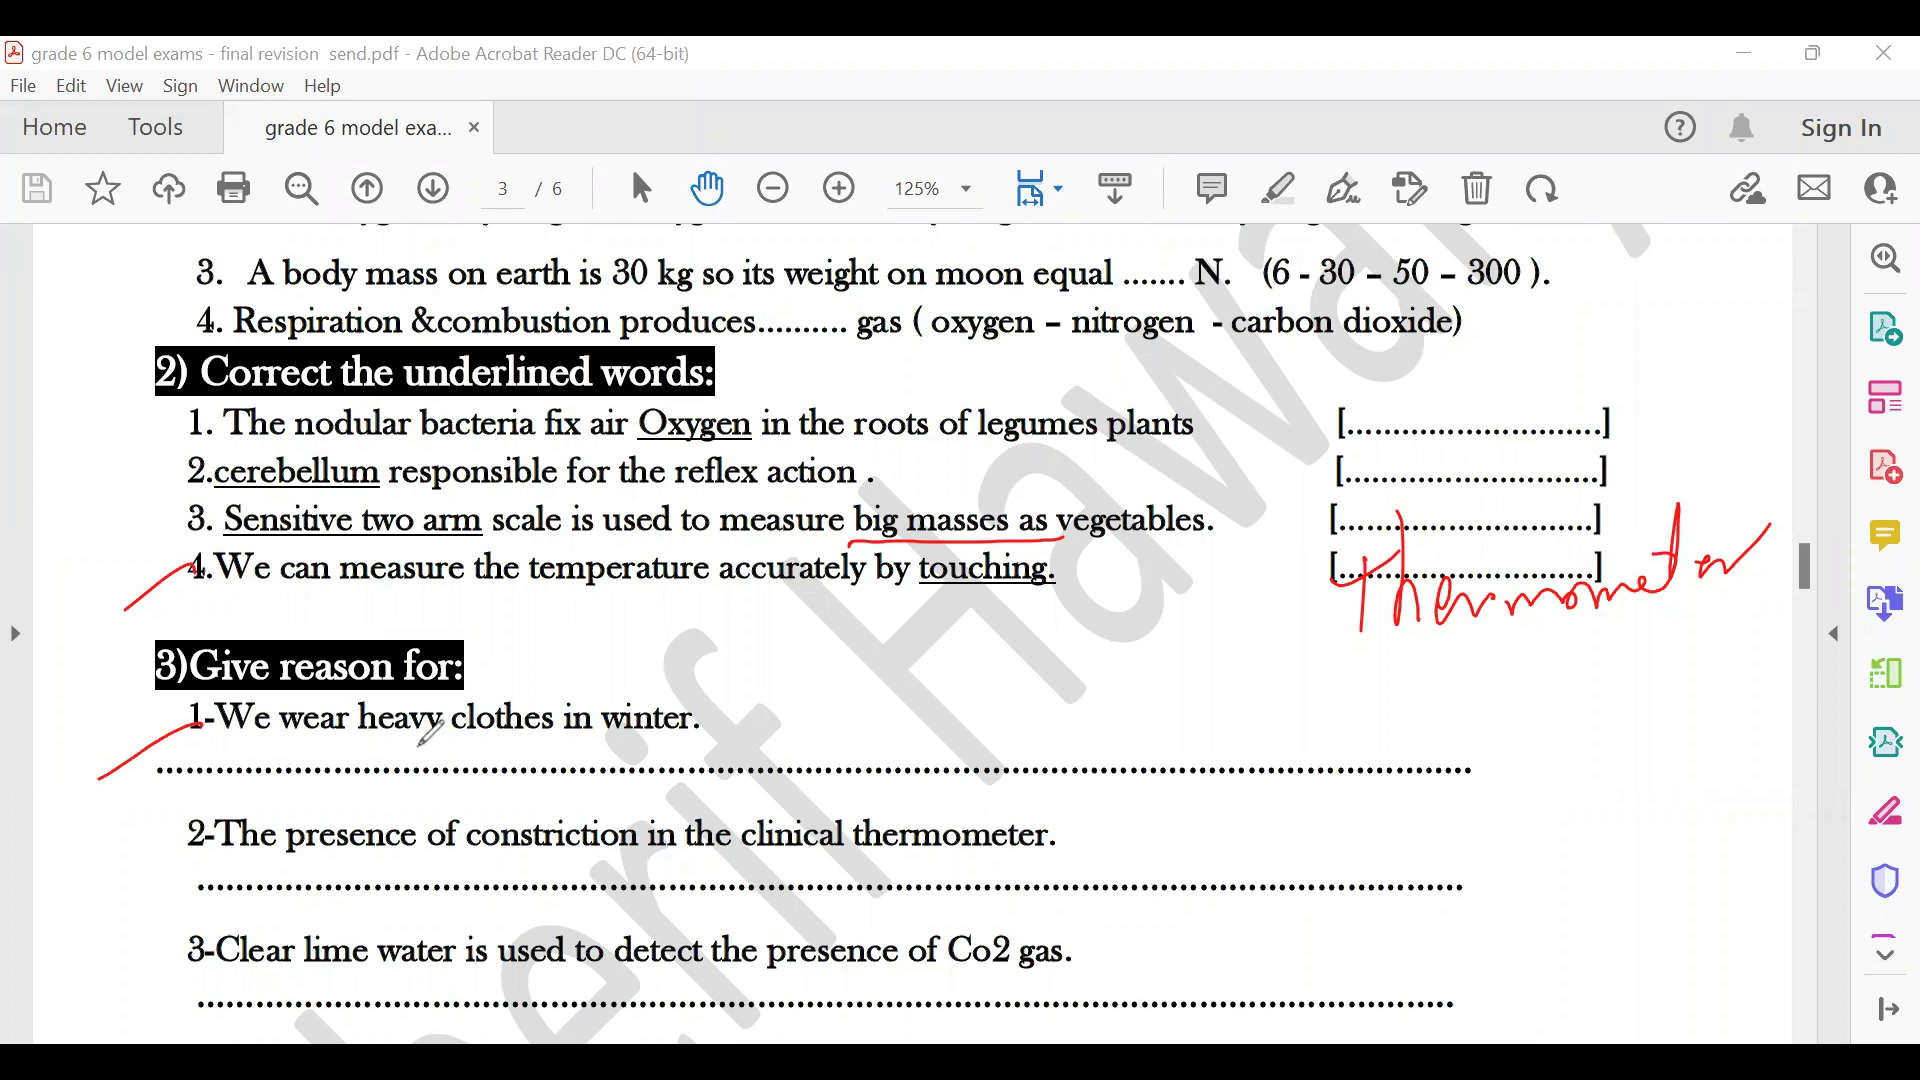 grade 6 model exams - final revision  send.pdf - Adobe Acrobat Reader DC (64-bit)
File Edit View Sign Window Help
Home Tools grade 6 model exa... × Sign In
3 / 6 125%
3. A body mass on earth is 30 kg so its weight on moon equal ....... N. (6 - 30 – 50 – 300 ).
4. Respiration &combustion produces.......... gas ( oxygen – nitrogen - carbon dioxide)
2) Correct the underlined words:
1. The nodular bacteria fix air Oxygen in the roots of legumes plants [............................]
2.cerebellum responsible for the reflex action . [............................]
3. Sensitive two arm scale is used to measure big masses as vegetables. [............................]
4.We can measure the temperature accurately by touching. [............................]
Thermometer
3)Give reason for:
1-We wear heavy clothes in winter.
2-The presence of constriction in the clinical thermometer.
3-Clear lime water is used to detect the presence of Co2 gas.